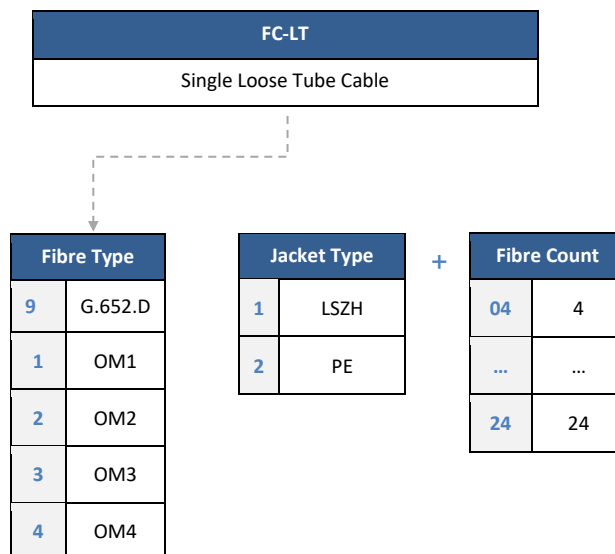 FC-LT
Single Loose Tube Cable
Fibre Type
9 G.652.D
1 OM1
2 OM2
3 OM3
4 OM4
Jacket Type
1 LSZH
2 PE
+
Fibre Count
04 4
... ...
24 24